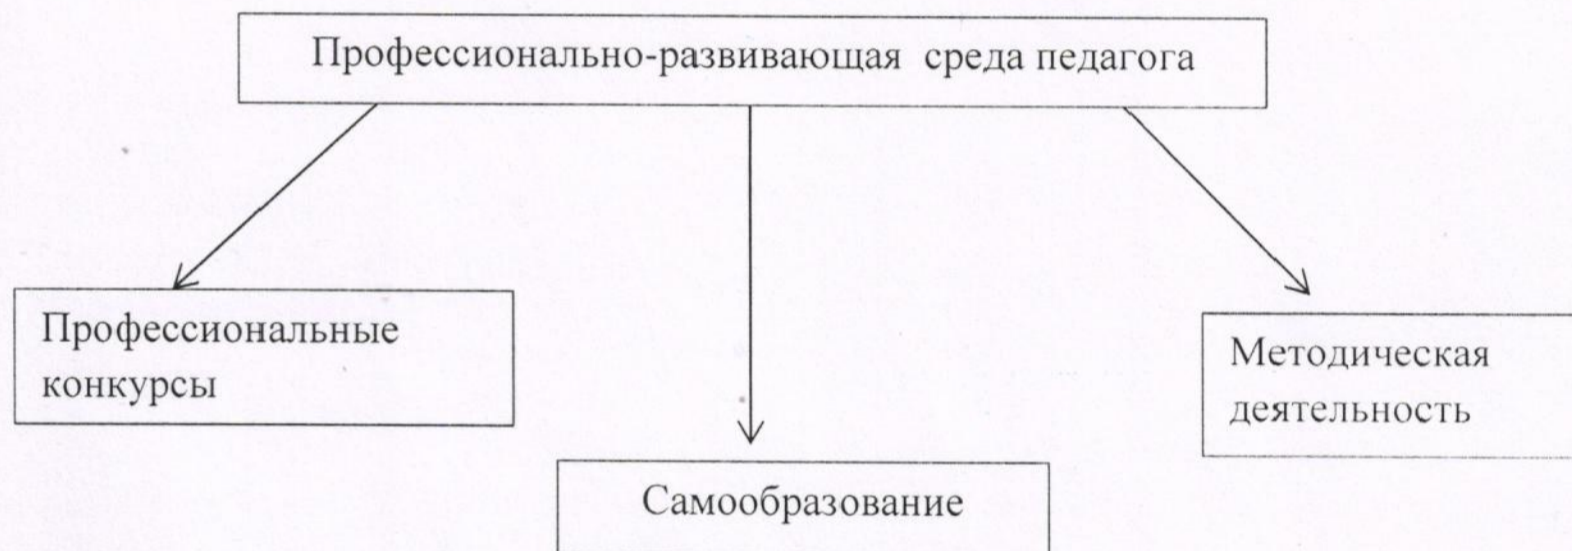 Профессионально-развивающая среда педагога
Профессиональные
конкурсы
Методическая
деятельность
Самообразование